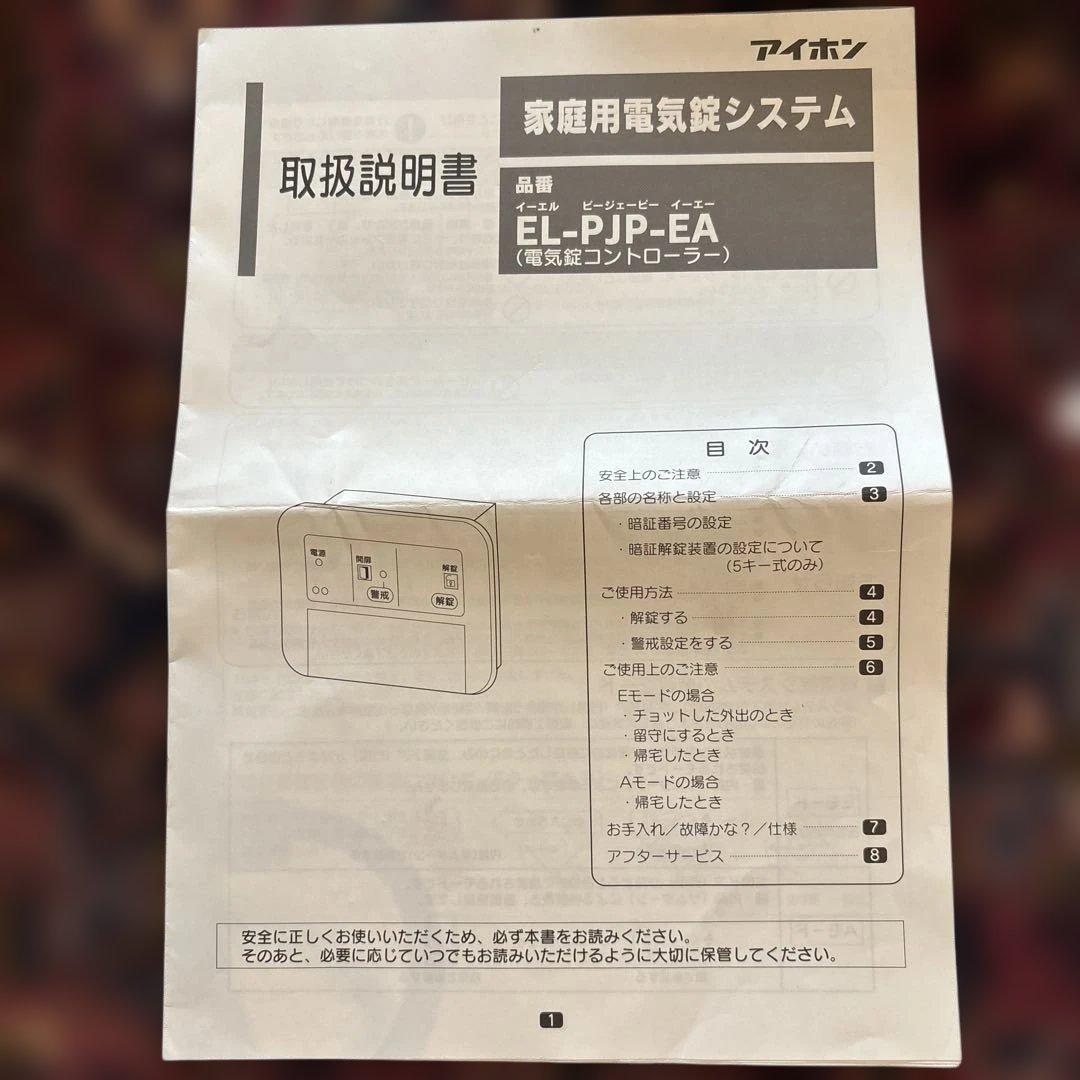 アイホン
取扱説明書
家庭用電気錠システム
品番
イーエル ピージェーピー イーエー
EL-PJP-EA
(電気錠コントローラー)
目 次
安全上のご注意 2
各部の名称と設定 3
・暗証番号の設定
・暗証解錠装置の設定について
(5キー式のみ)
ご使用方法 4
・解錠する 4
・警戒設定をする 5
ご使用上のご注意 6
Eモードの場合
・チョットした外出のとき
・留守にするとき
・帰宅したとき
Aモードの場合
・帰宅したとき
お手入れ/故障かな?/仕様 7
アフターサービス 8
電源
開扉
警戒
解錠
解錠
安全に正しくお使いいただくため、必ず本書をお読みください。
そのあと、必要に応じていつでもお読みいただけるように大切に保管してください。
1